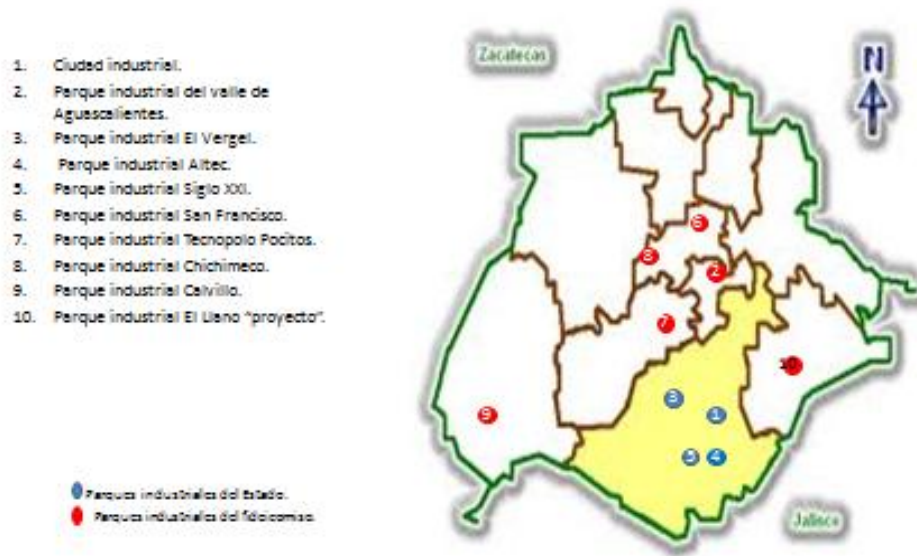 1. Ciudad industrial.
2. Parque industrial del valle de
Aguascalientes.
3. Parque industrial El Vergel.
4. Parque industrial Altec.
5. Parque industrial Siglo XXI.
6. Parque industrial San Francisco.
7. Parque industrial Tecnopolo Pocitos.
8. Parque industrial Chichimeco.
9. Parque industrial Calvillo.
10. Parque industrial El Llano "proyecto".
Parques industriales del Estado.
Parques industriales del fideicomiso.
Zacatecas
N
6
8
2
7
10
3
9
1
5
4
Jalisco